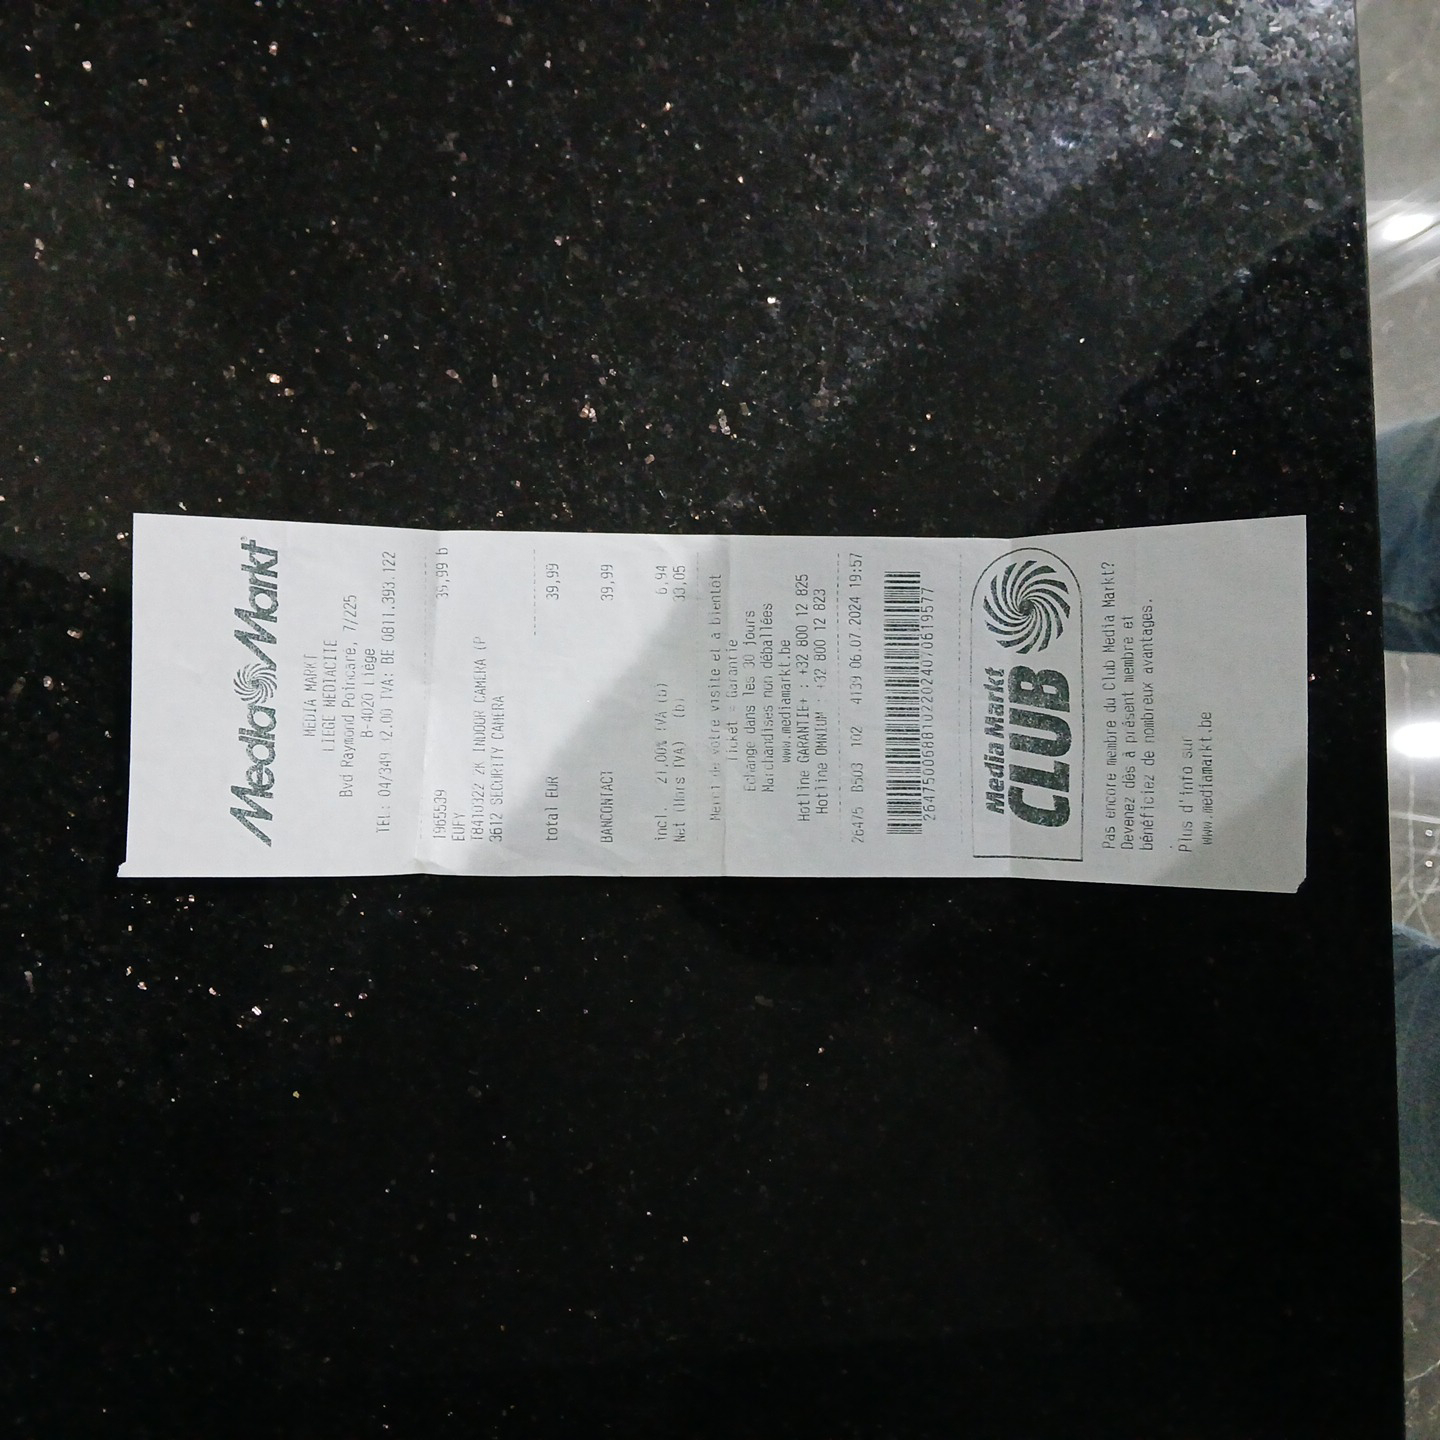 Media Markt
MEDIA MARKT
LIEGE MEDIACITE
Bvd Raymond Poincare, 7/225
B-4020 Liège
TEL: 04/349 12.00 TVA: BE 0811.393.122
39,99 b
1965539
EUFY
T8410322 2K INDOOR CAMERA (P
3612 SECURITY CAMERA
total EUR 39,99
BANCONTACT 39,99
incl. 21,00% TVA (b) 6,94
Net (Hors TVA) (b) 33,05
Merci de votre visite et à bientôt
Ticket = Garantie
Echange dans les 30 jours
Marchandises non déballées
www.mediamarkt.be
Hotline GARANTIE+ : +32 800 12 825
Hotline OMNIUM : +32 800 12 823
26475 B503 102 4139 06.07.2024 19:57
Media Markt
CLUB
Pas encore membre du Club Media Markt?
Devenez dès à présent membre et
bénéficiez de nombreux avantages.
Plus d'info sur
www.mediamarkt.be